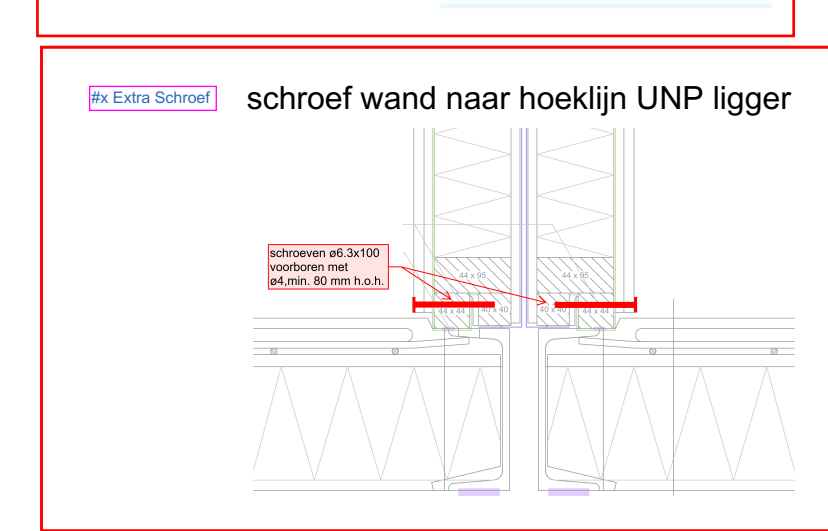 #x Extra Schroef
schroef wand naar hoeklijn UNP ligger
schroeven ø6.3x100
voorboren met
ø4,min. 80 mm h.o.h.
44 x 95
44 x 95
44 x 44
40 x 40
40 x 40
44 x 44